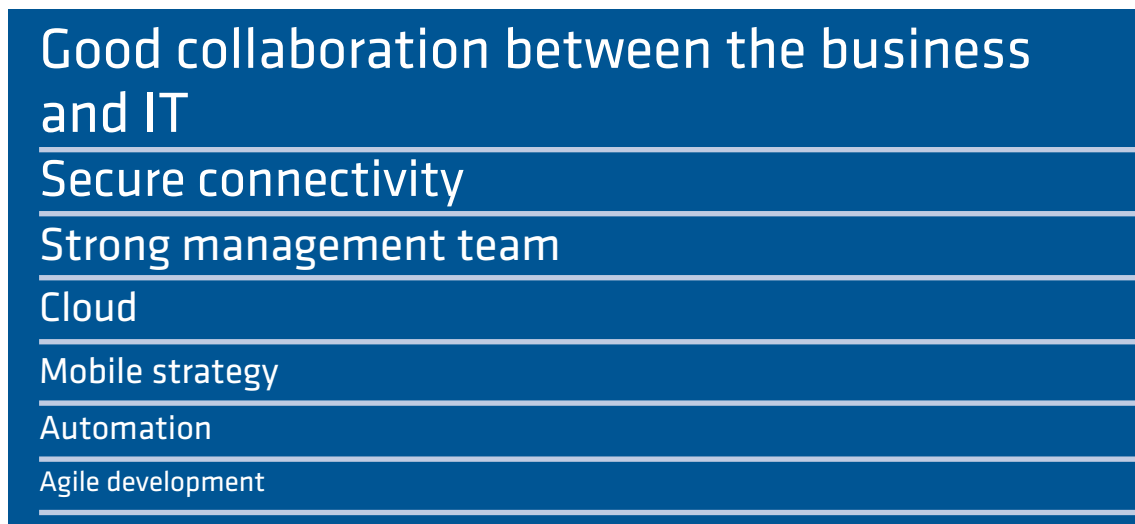 Good collaboration between the business
and IT
Secure connectivity
Strong management team
Cloud
Mobile strategy
Automation
Agile development